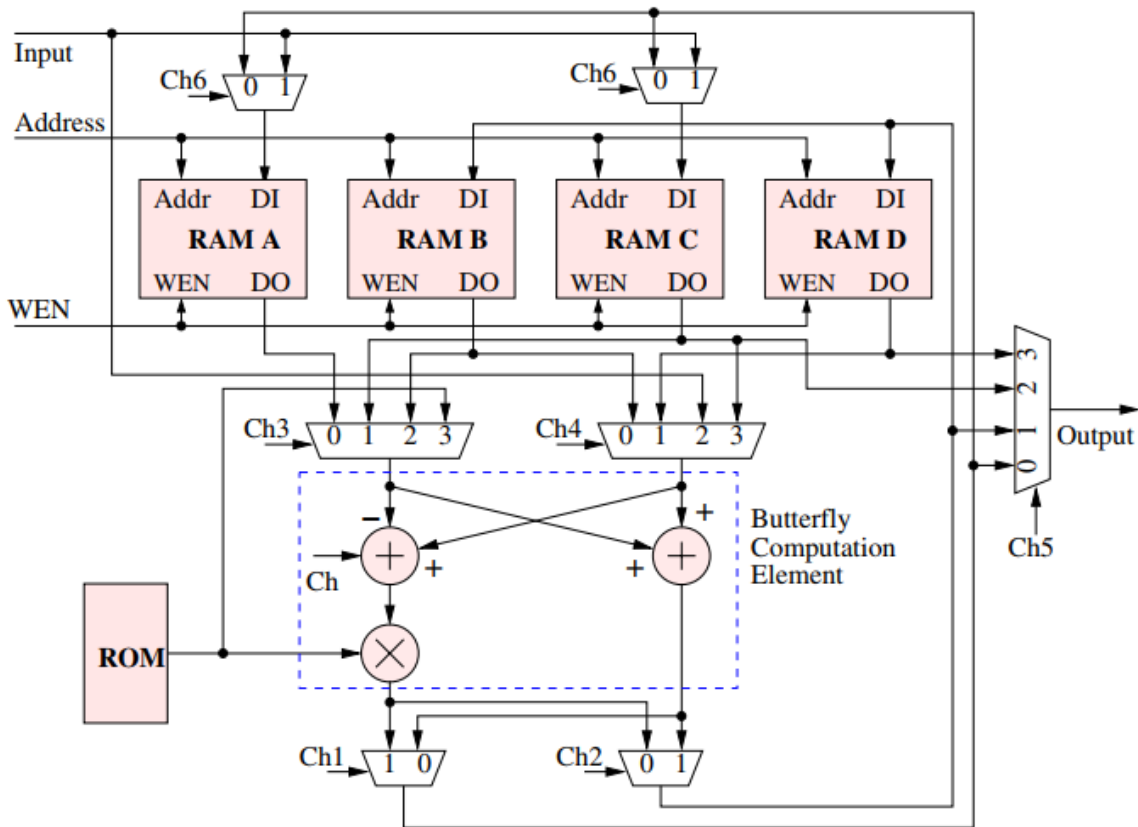 Input
Ch6
0 1
Ch6
0 1
Address
Addr DI
RAM A
WEN DO
Addr DI
RAM B
WEN DO
Addr DI
RAM C
WEN DO
Addr DI
RAM D
WEN DO
WEN
Ch3
0 1 2 3
Ch4
0 1 2 3
3
2
1
0
Output
Ch5
− +
+ +
+ +
Ch
Butterfly
Computation
Element
ROM
×
Ch1
1 0
Ch2
0 1